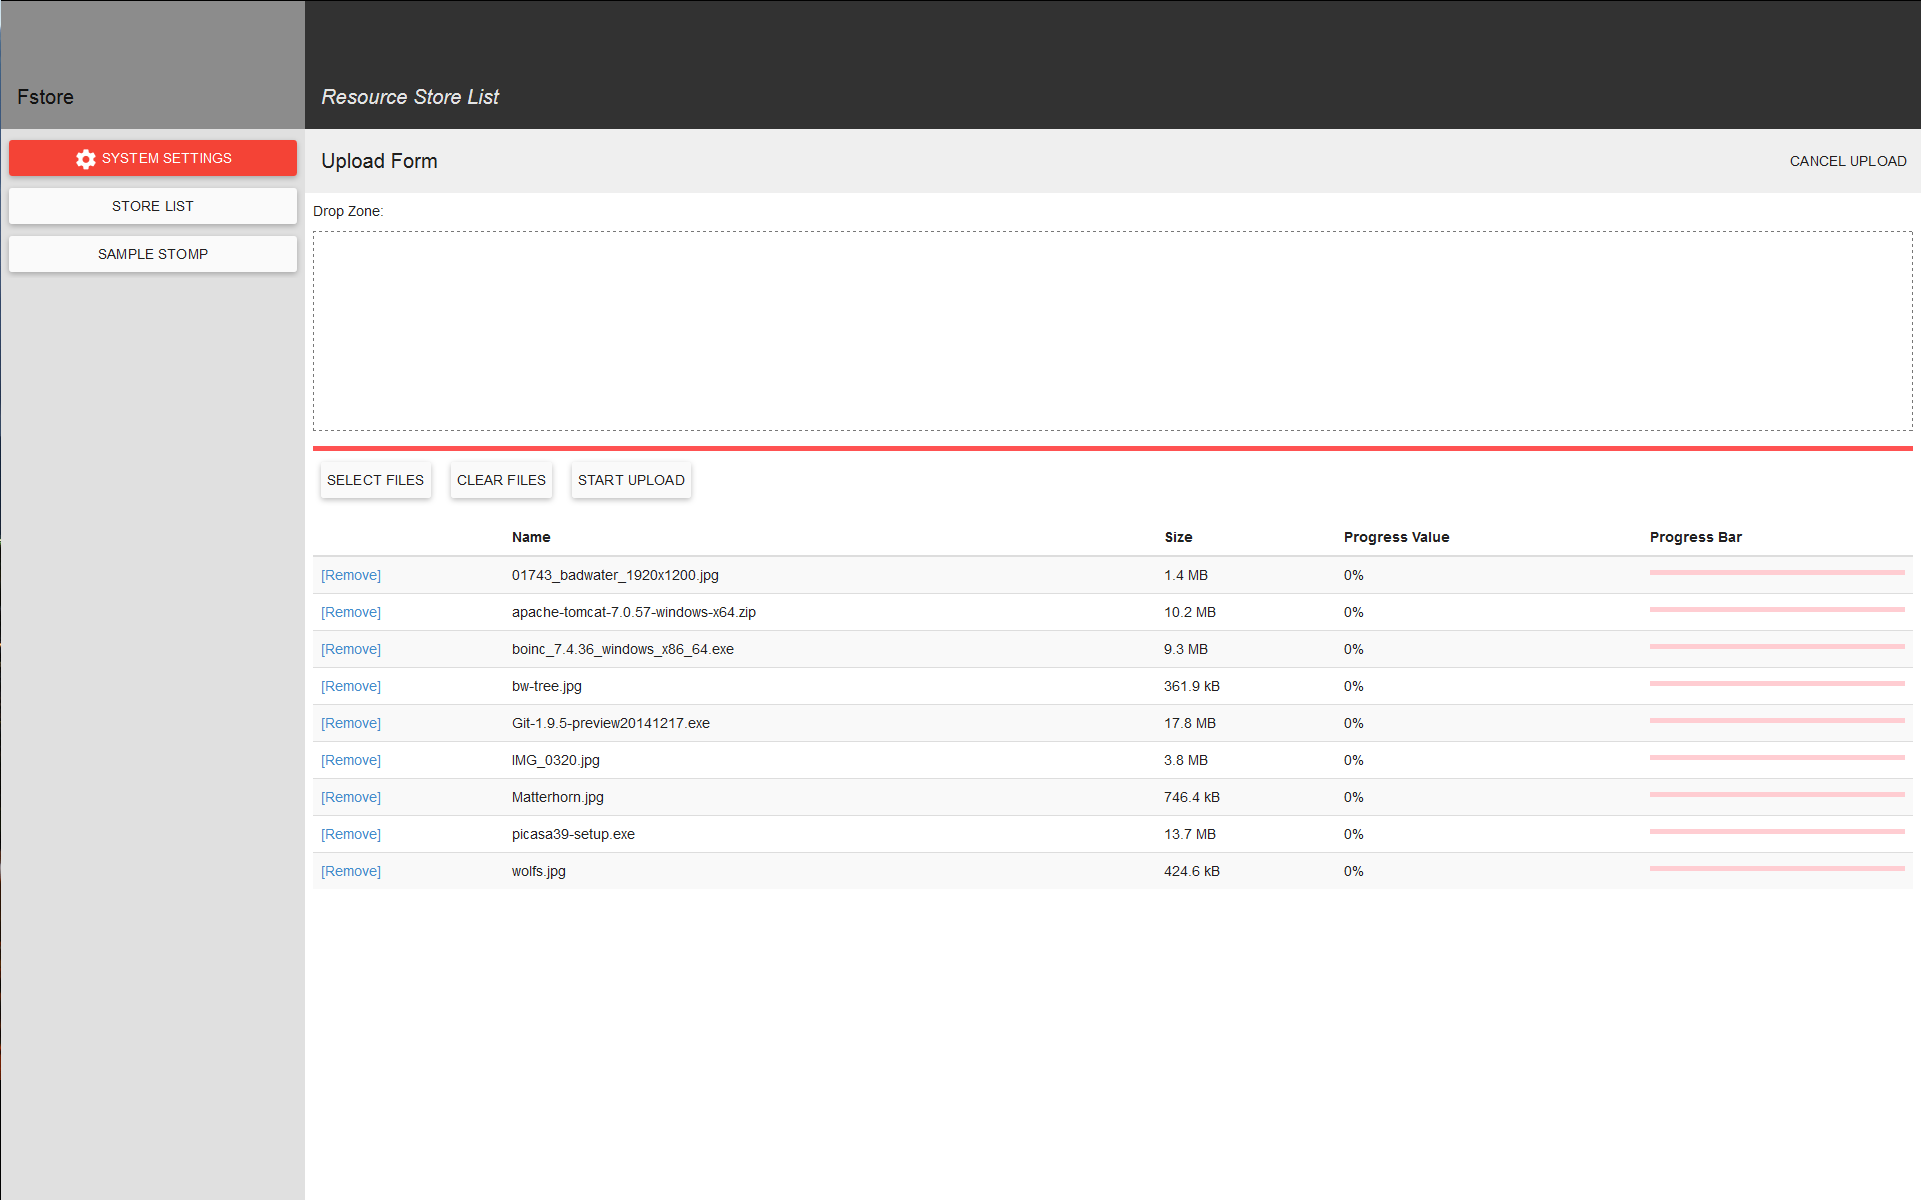 Fstore
Resource Store List
SYSTEM SETTINGS
STORE LIST
SAMPLE STOMP
Upload Form
CANCEL UPLOAD
Drop Zone:
SELECT FILES CLEAR FILES START UPLOAD
Name Size Progress Value Progress Bar
[Remove] 01743_badwater_1920x1200.jpg 1.4 MB 0%
[Remove] apache-tomcat-7.0.57-windows-x64.zip 10.2 MB 0%
[Remove] boinc_7.4.36_windows_x86_64.exe 9.3 MB 0%
[Remove] bw-tree.jpg 361.9 kB 0%
[Remove] Git-1.9.5-preview20141217.exe 17.8 MB 0%
[Remove] IMG_0320.jpg 3.8 MB 0%
[Remove] Matterhorn.jpg 746.4 kB 0%
[Remove] picasa39-setup.exe 13.7 MB 0%
[Remove] wolfs.jpg 424.6 kB 0%